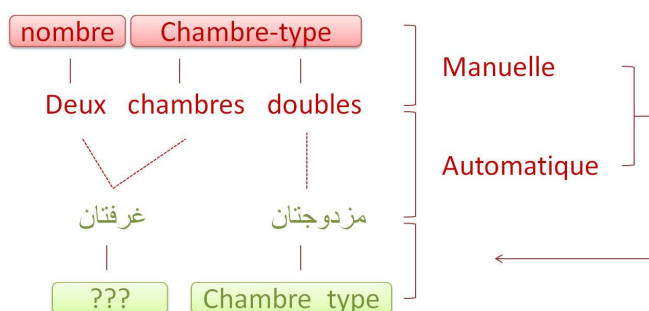 nombre Chambre-type
Manuelle
Deux chambres doubles
Automatique
غرفتان مزدوجتان
??? Chambre type